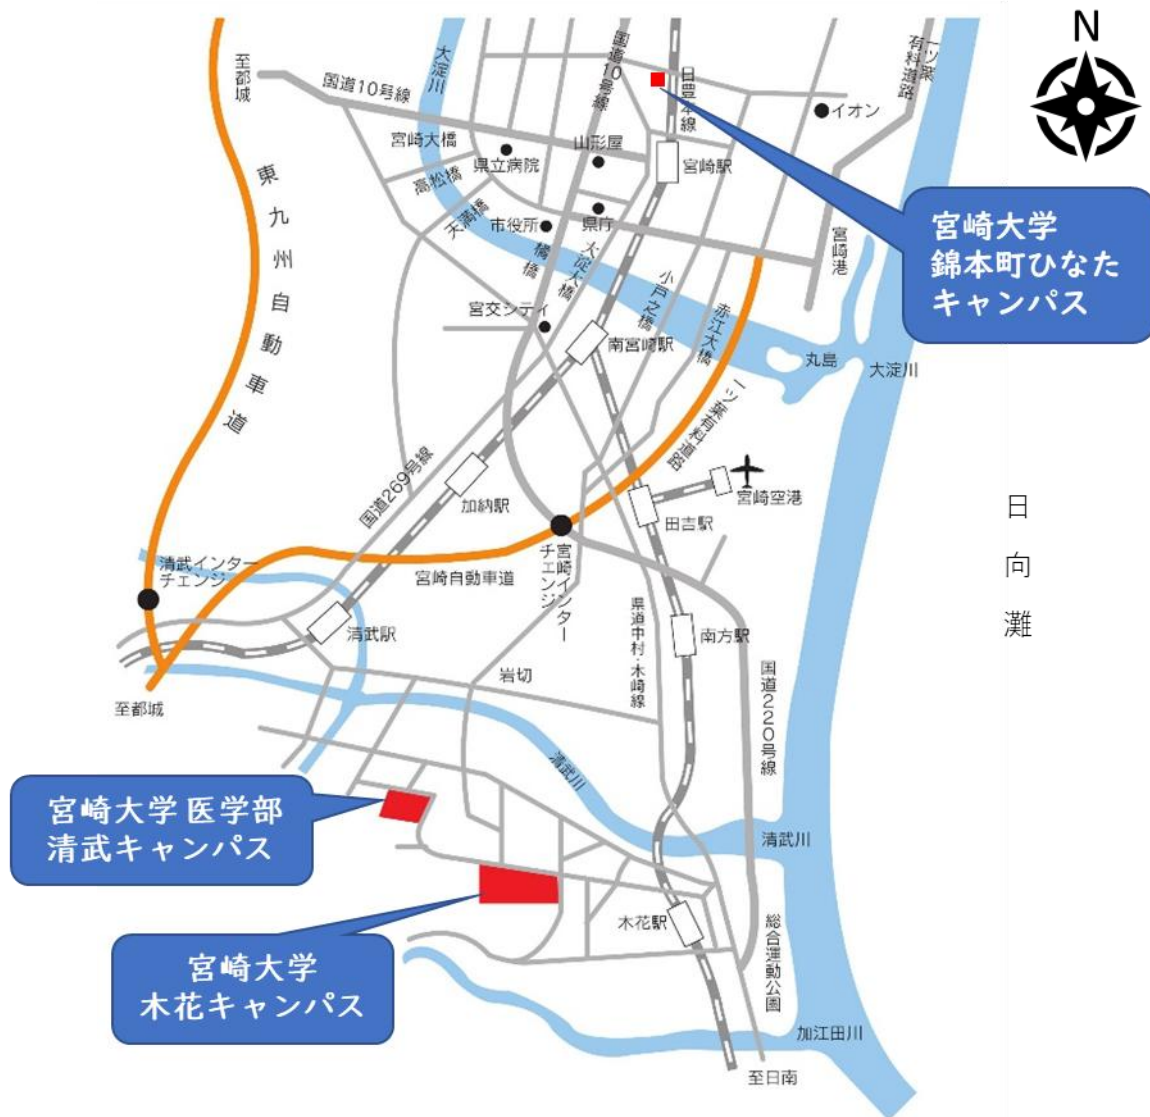 N
一ツ葉
有料道路
大淀川
国道10号線
日豊本線
至都城
国道10号線
イオン
宮崎大橋
山形屋
県立病院
宮崎駅
高松橋
天満橋
市役所
県庁
橘橋
大淀大橋
小戸之橋
赤江大橋
宮崎港
宮崎大学
錦本町ひなた
キャンパス
東九州自動車道
宮交シティ
南宮崎駅
丸島
大淀川
一ツ葉有料道路
国道269号線
加納駅
宮崎空港
田吉駅
日向灘
清武インター
チェンジ
宮崎自動車道
宮崎インター
チェンジ
清武駅
県道中村・木崎線
南方駅
岩切
国道220号線
至都城
清武川
宮崎大学 医学部
清武キャンパス
清武川
木花駅
総合運動公園
宮崎大学
木花キャンパス
加江田川
至日南